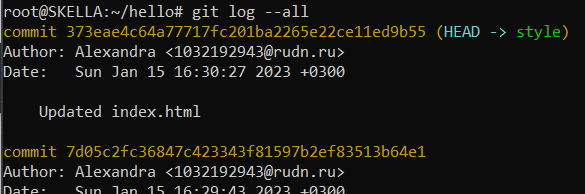 root@SKELLA:~/hello# git log --all
commit 373eae4c64a77717fc201ba2265e22ce11ed9b55 (HEAD -> style)
Author: Alexandra <1032192943@rudn.ru>
Date:   Sun Jan 15 16:30:27 2023 +0300
Updated index.html
commit 7d05c2fc36847c423343f81597b2ef83513b64e1
Author: Alexandra <1032192943@rudn.ru>
Date:   Sun Jan 15 16:29:43 2023 +0300